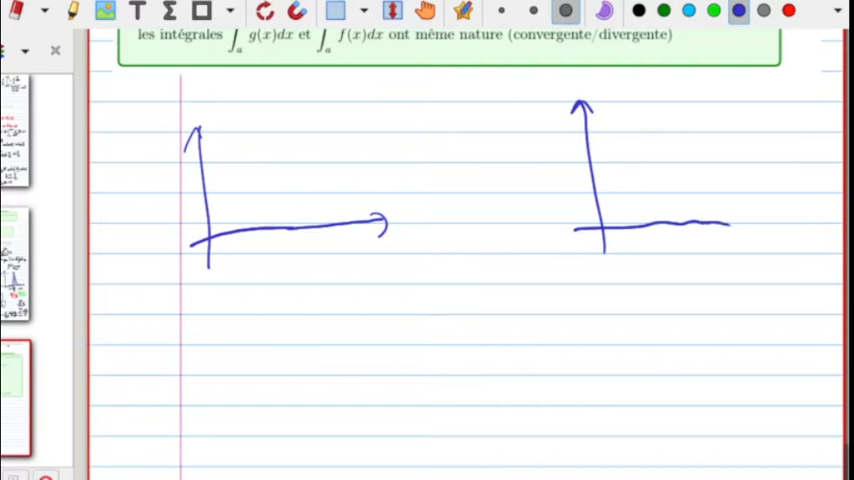 les intégrales ∫ₐ g(x)dx et ∫ₐ f(x)dx ont même nature (convergente/divergente)